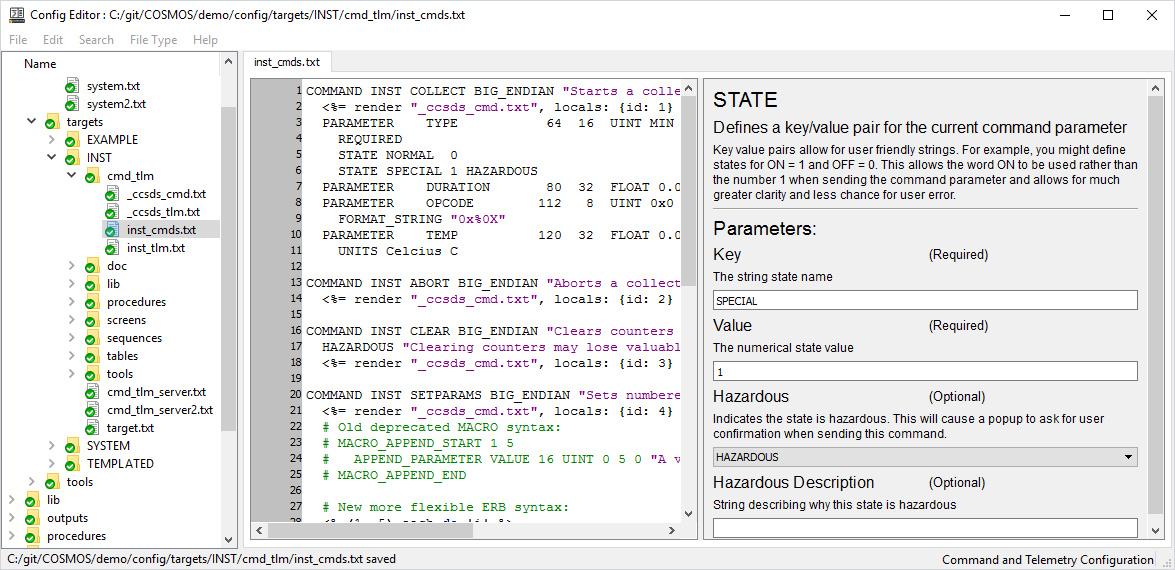 Config Editor : C:/git/COSMOS/demo/config/targets/INST/cmd_tlm/inst_cmds.txt
File Edit Search File Type Help
Name
system.txt
system2.txt
targets
EXAMPLE
INST
cmd_tlm
_ccsds_cmd.txt
_ccsds_tlm.txt
inst_cmds.txt
inst_tlm.txt
doc
lib
procedures
screens
sequences
tables
tools
cmd_tlm_server.txt
cmd_tlm_server2.txt
target.txt
SYSTEM
TEMPLATED
tools
lib
outputs
procedures
inst_cmds.txt
1 COMMAND INST COLLECT BIG_ENDIAN "Starts a colle
2 <%= render "_ccsds_cmd.txt", locals: {id: 1}
3 PARAMETER TYPE 64 16 UINT MIN
4 REQUIRED
5 STATE NORMAL 0
6 STATE SPECIAL 1 HAZARDOUS
7 PARAMETER DURATION 80 32 FLOAT 0.0
8 PARAMETER OPCODE 112 8 UINT 0x0
9 FORMAT_STRING "0x%0X"
10 PARAMETER TEMP 120 32 FLOAT 0.0
11 UNITS Celcius C
12
13 COMMAND INST ABORT BIG_ENDIAN "Aborts a collect
14 <%= render "_ccsds_cmd.txt", locals: {id: 2}
15
16 COMMAND INST CLEAR BIG_ENDIAN "Clears counters
17 HAZARDOUS "Clearing counters may lose valuabl
18 <%= render "_ccsds_cmd.txt", locals: {id: 3}
19
20 COMMAND INST SETPARAMS BIG_ENDIAN "Sets numbere
21 <%= render "_ccsds_cmd.txt", locals: {id: 4}
22 # Old deprecated MACRO syntax:
23 # MACRO_APPEND_START 1 5
24 #   APPEND_PARAMETER VALUE 16 UINT 0 5 0 "A v
25 # MACRO_APPEND_END
26
27 # New more flexible ERB syntax:
28
STATE
Defines a key/value pair for the current command parameter
Key value pairs allow for user friendly strings. For example, you might define
states for ON = 1 and OFF = 0. This allows the word ON to be used rather than
the number 1 when sending the command parameter and allows for much
greater clarity and less chance for user error.
Parameters:
Key (Required)
The string state name
SPECIAL
Value (Required)
The numerical state value
1
Hazardous (Optional)
Indicates the state is hazardous. This will cause a popup to ask for user
confirmation when sending this command.
HAZARDOUS
Hazardous Description (Optional)
String describing why this state is hazardous
C:/git/COSMOS/demo/config/targets/INST/cmd_tlm/inst_cmds.txt saved
Command and Telemetry Configuration